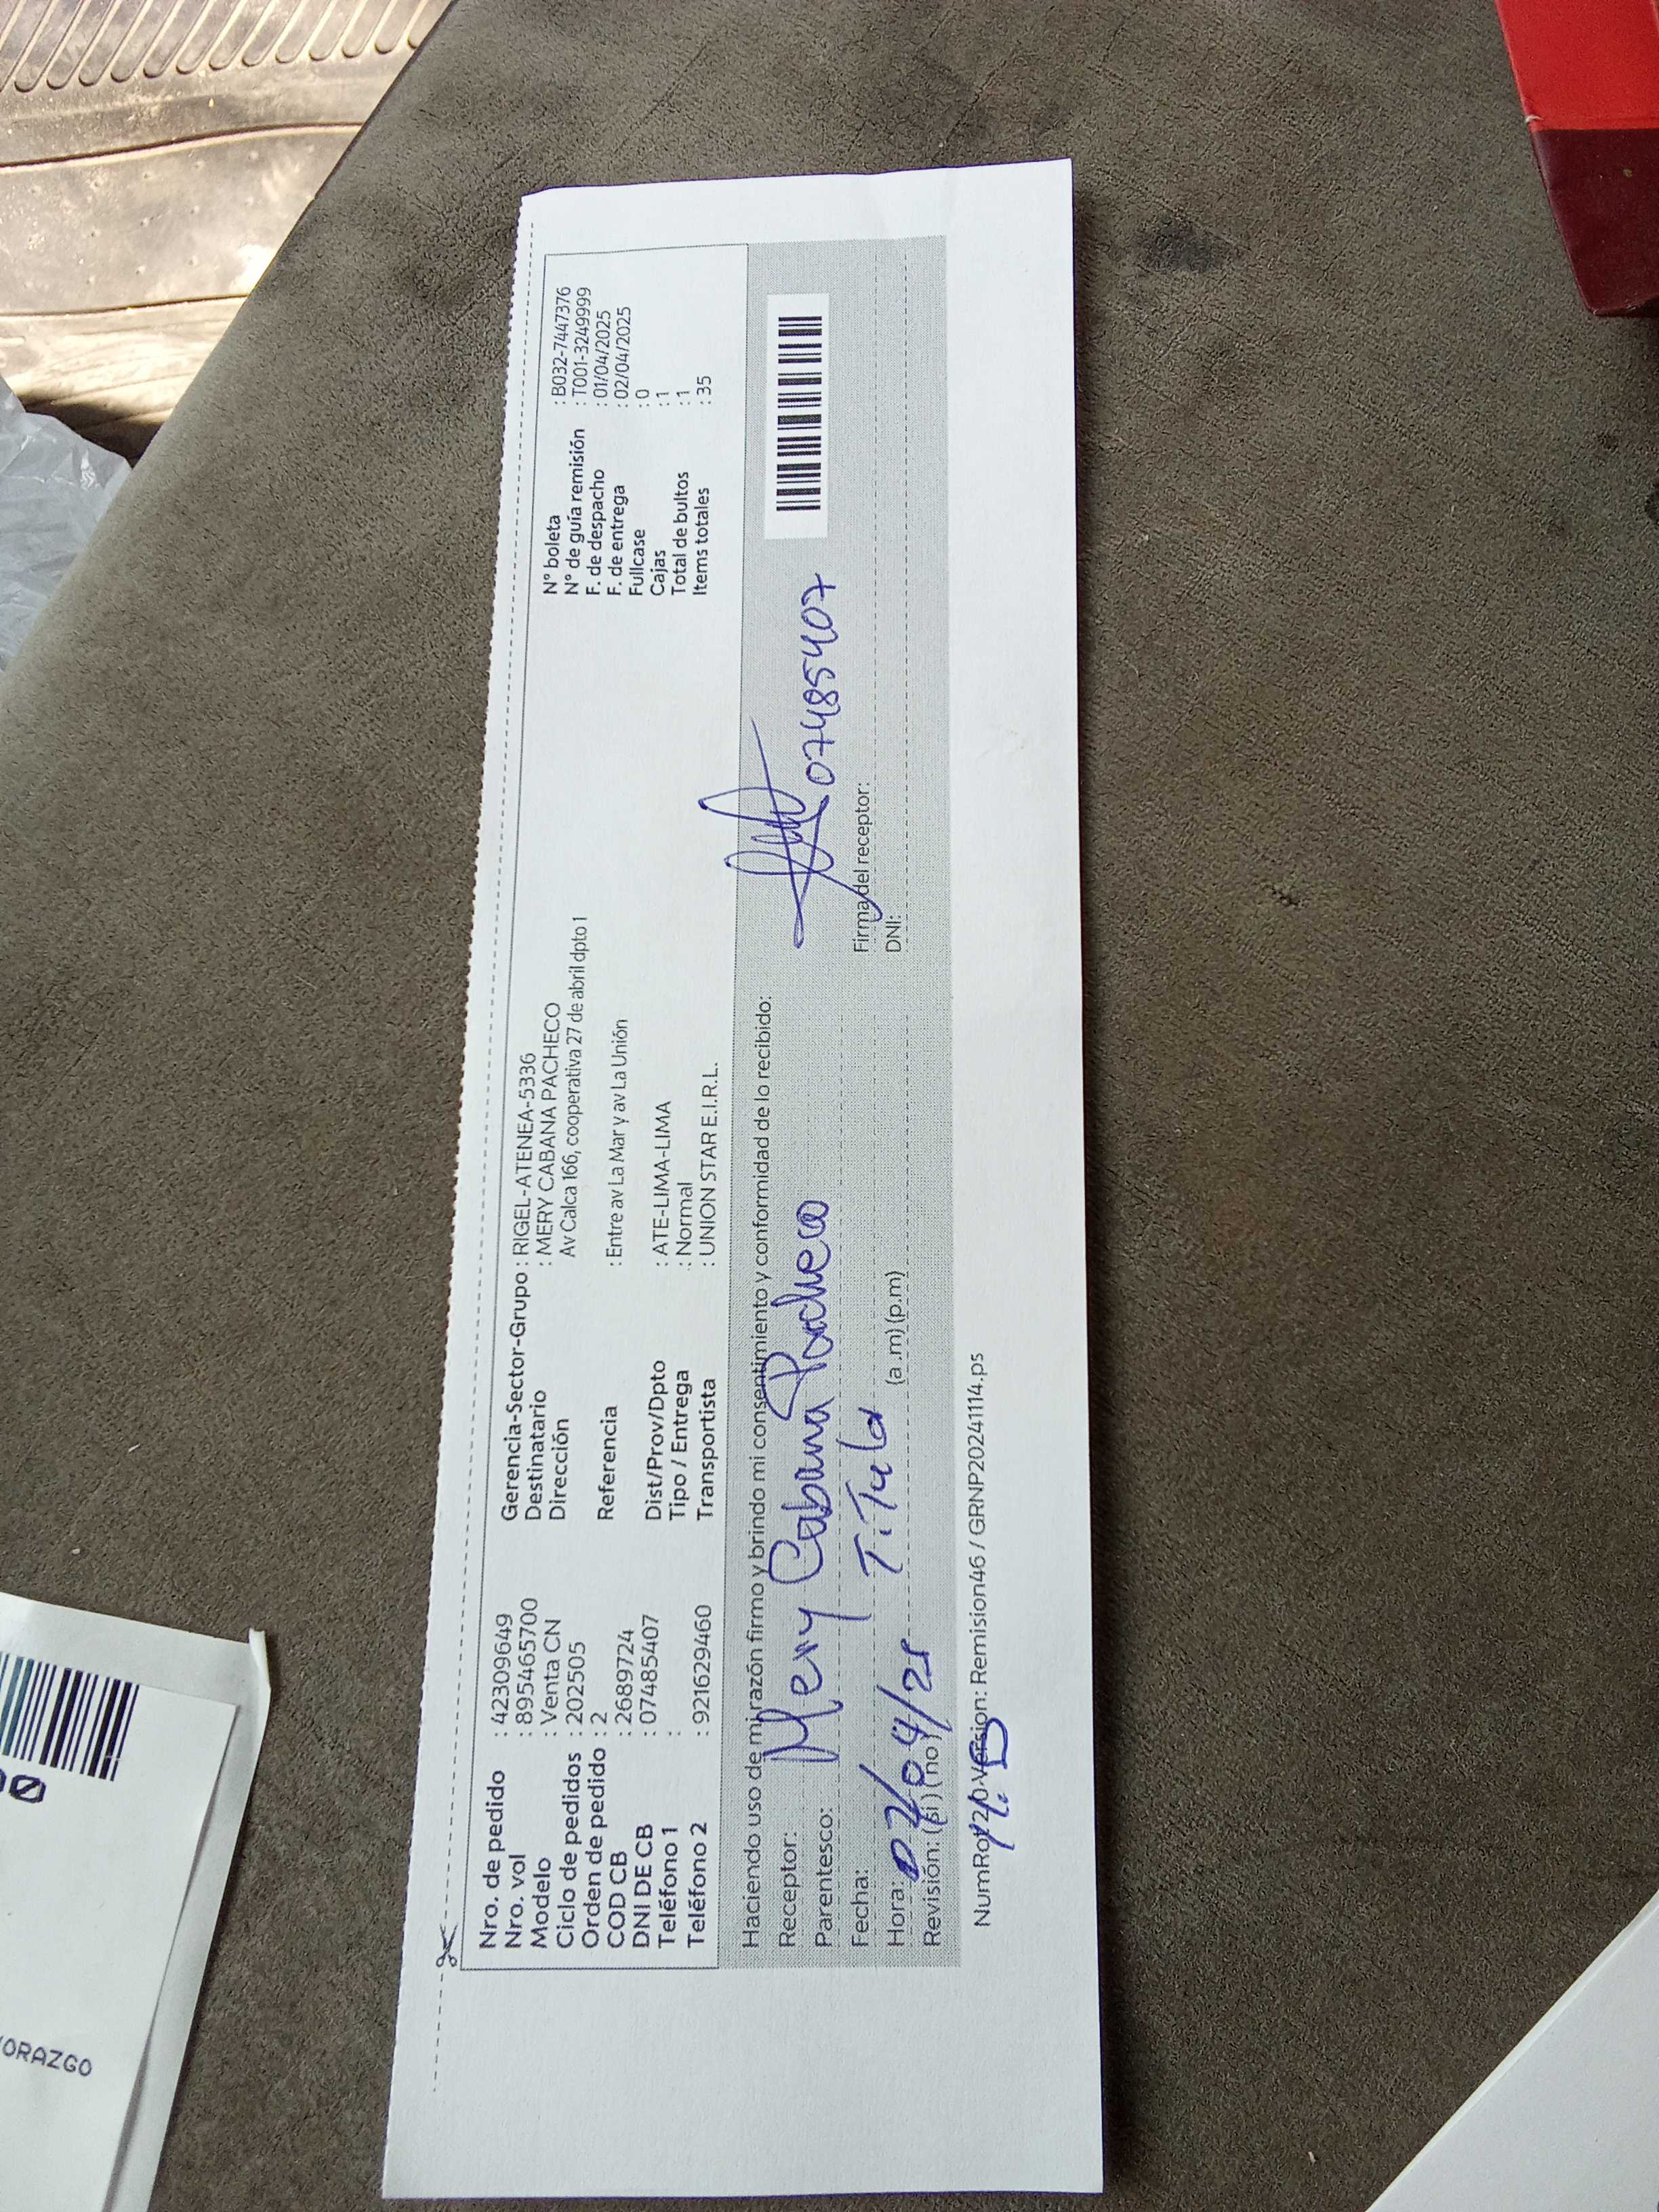 Nro. de pedido : 42309649
Nro. vol : 895465700
Modelo : Venta CN
Ciclo de pedidos : 202505
Orden de pedido : 2
COD CB : 2689724
DNI DE CB : 07485407
Teléfono 1 :
Teléfono 2 : 921629460
Gerencia-Sector-Grupo : RIGEL-ATENEA-5336
Destinatario : MERY CABANA PACHECO
Dirección Av Calca 166, cooperativa 27 de abril dpto 1
Referencia : Entre av La Mar y av La Unión
Dist/Prov/Dpto : ATE-LIMA-LIMA
Tipo / Entrega : Normal
Transportista : UNION STAR E.I.R.L.
N° boleta : B032-7447376
N° de guía remisión : T001-3249999
F. de despacho : 01/04/2025
F. de entrega : 02/04/2025
Fullcase : 0
Cajas : 1
Total de bultos : 1
Items totales : 35
Haciendo uso de mi razón firmo y brindo mi consentimiento y conformidad de lo recibido:
Receptor: Mery Cabana Pacheco
Parentesco: T.Tula
Fecha: 02/04/25
Hora: (a.m) (p.m)
Revisión: (si) (no)
07485407
Firma del receptor:
DNI:
Version: Remision46 / GRNP20241114.ps
ORAZGO